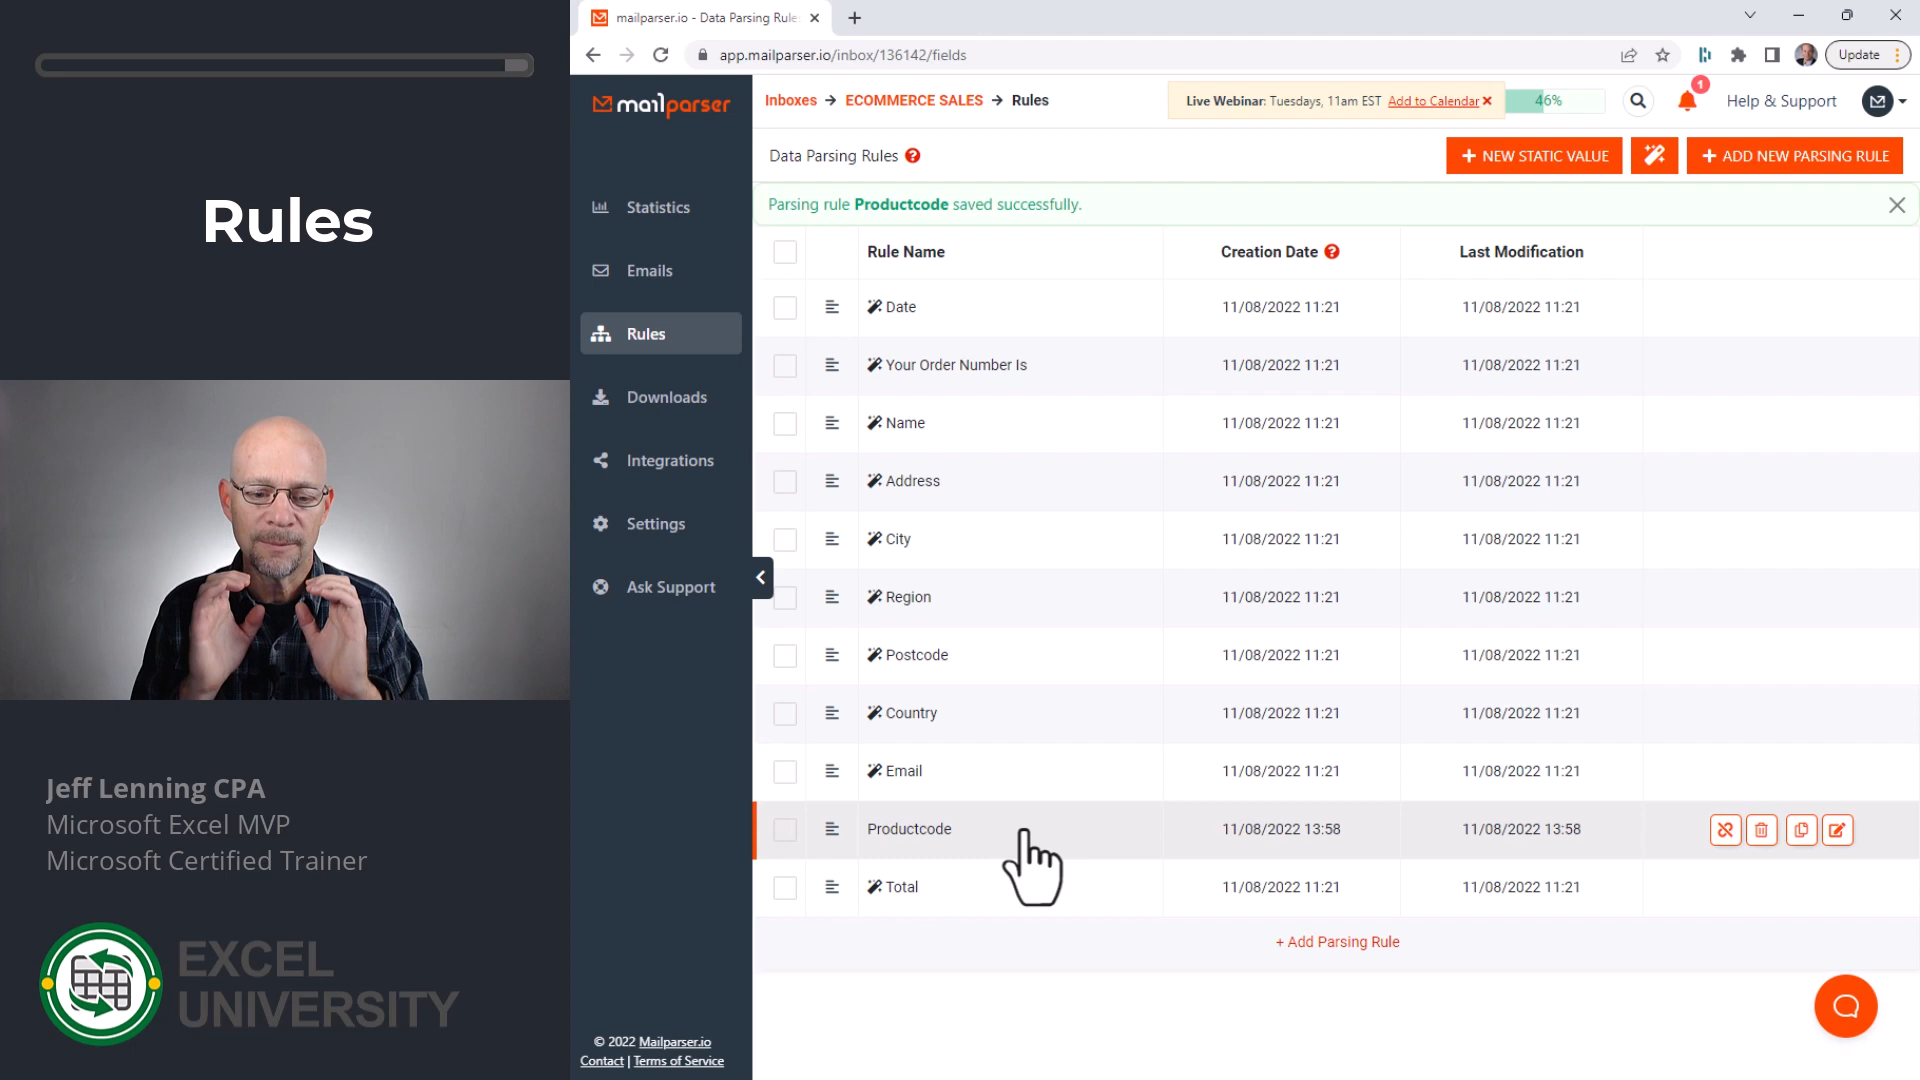 Rules
Jeff Lenning CPA
Microsoft Excel MVP
Microsoft Certified Trainer
EXCEL
UNIVERSITY
mailparser.io - Data Parsing Rule
app.mailparser.io/inbox/136142/fields
Update
mailparser
Inboxes → ECOMMERCE SALES → Rules
Live Webinar: Tuesdays, 11am EST Add to Calendar
46%
1
Help & Support
Data Parsing Rules ?
+ NEW STATIC VALUE
+ ADD NEW PARSING RULE
Parsing rule Productcode saved successfully.
Statistics
Emails
Rules
Downloads
Integrations
Settings
Ask Support
Rule Name Creation Date ? Last Modification
Date 11/08/2022 11:21 11/08/2022 11:21
Your Order Number Is 11/08/2022 11:21 11/08/2022 11:21
Name 11/08/2022 11:21 11/08/2022 11:21
Address 11/08/2022 11:21 11/08/2022 11:21
City 11/08/2022 11:21 11/08/2022 11:21
Region 11/08/2022 11:21 11/08/2022 11:21
Postcode 11/08/2022 11:21 11/08/2022 11:21
Country 11/08/2022 11:21 11/08/2022 11:21
Email 11/08/2022 11:21 11/08/2022 11:21
Productcode 11/08/2022 13:58 11/08/2022 13:58
Total 11/08/2022 11:21 11/08/2022 11:21
+ Add Parsing Rule
© 2022 Mailparser.io
Contact | Terms of Service